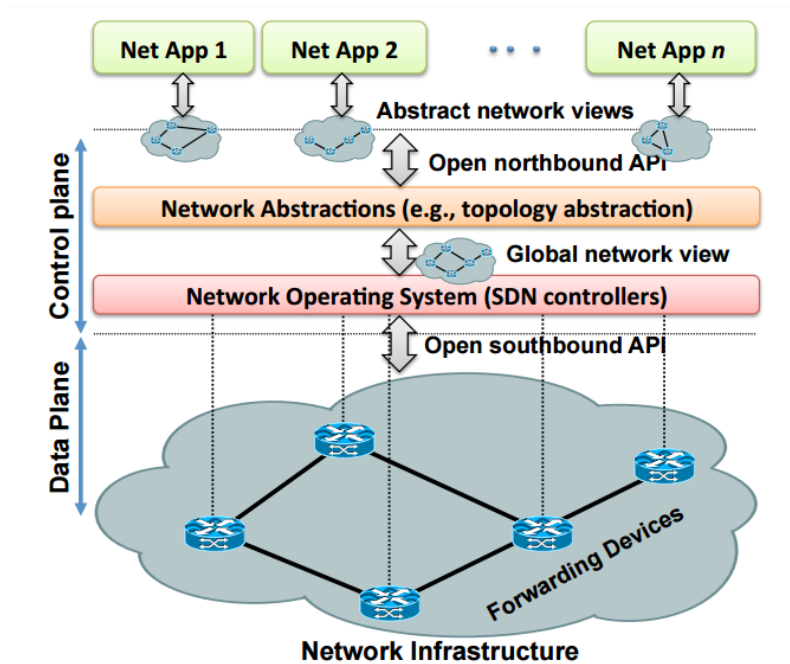 Net App 1
Net App 2
Net App n
Abstract network views
Open northbound API
Network Abstractions (e.g., topology abstraction)
Global network view
Network Operating System (SDN controllers)
Open southbound API
Control plane
Data Plane
Forwarding Devices
Network Infrastructure